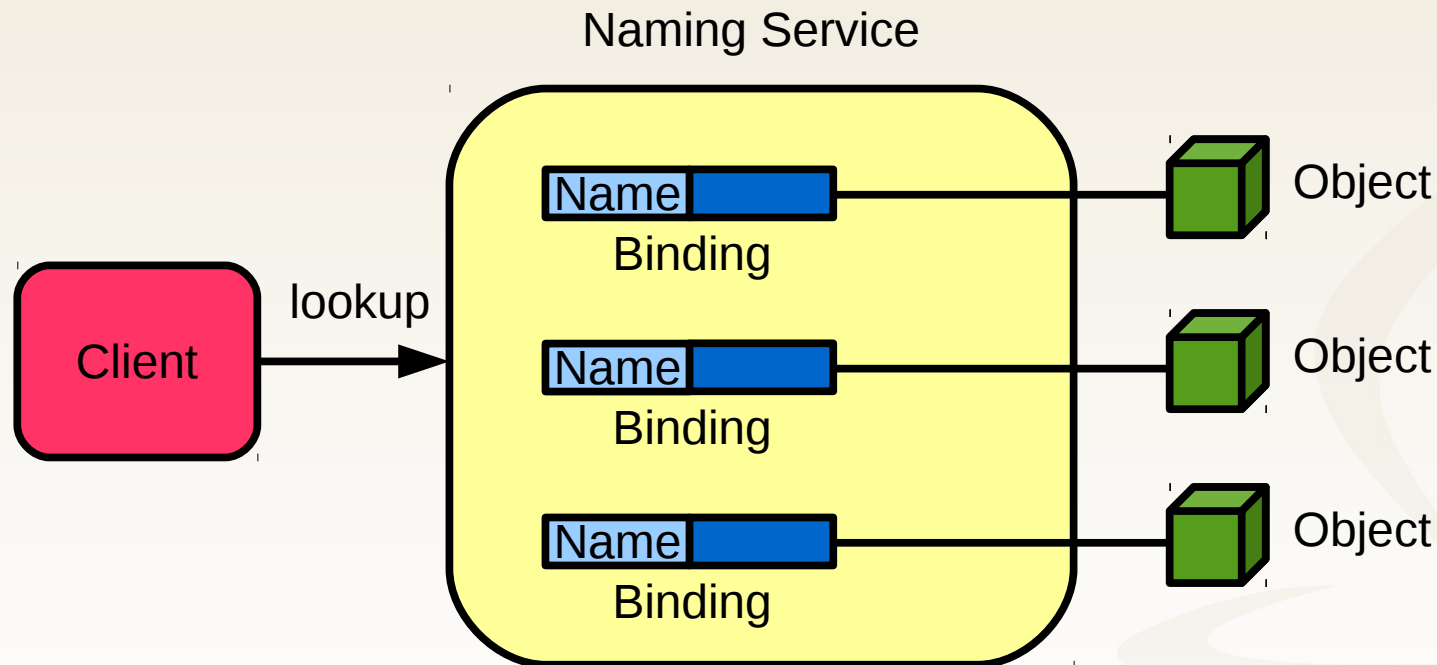 Naming Service
Name
Object
Binding
lookup
Client
Name
Object
Binding
Name
Object
Binding